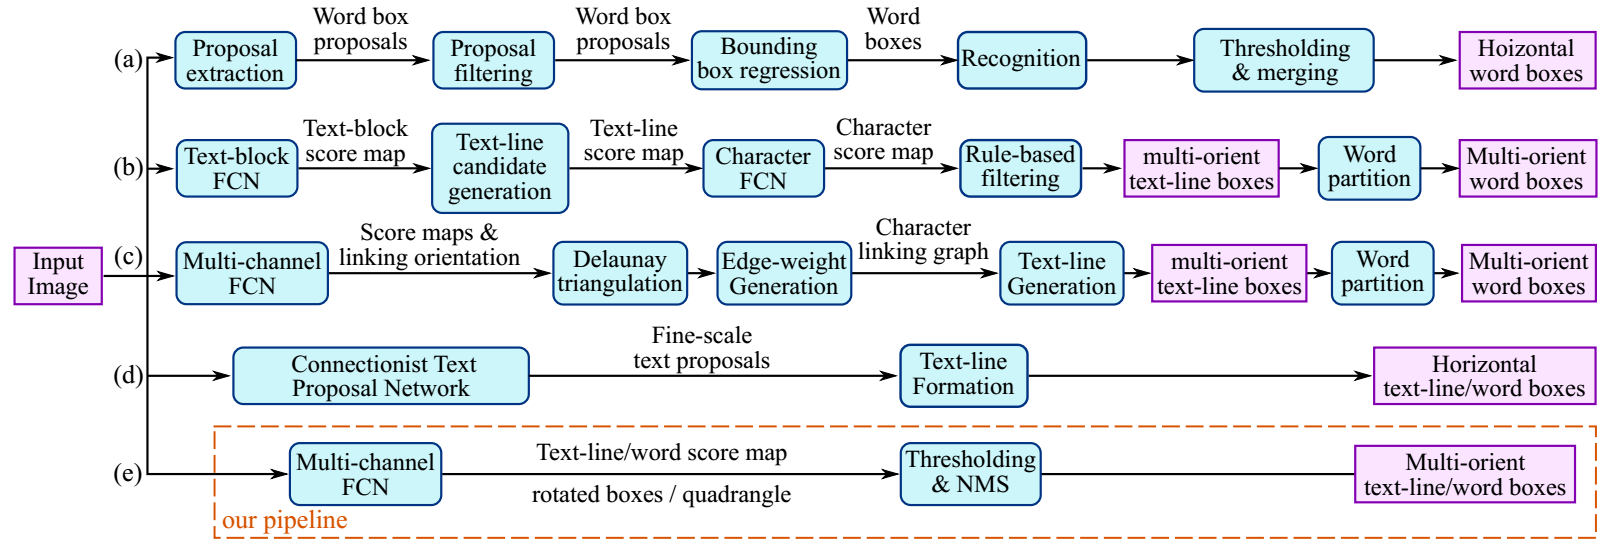 Input
Image
(a)
Proposal
extraction
Word box
proposals
Proposal
filtering
Word box
proposals
Bounding
box regression
Word
boxes
Recognition
Thresholding
& merging
Hoizontal
word boxes
(b)
Text-block
FCN
Text-block
score map
Text-line
candidate
generation
Text-line
score map
Character
FCN
Character
score map
Rule-based
filtering
multi-orient
text-line boxes
Word
partition
Multi-orient
word boxes
(c)
Multi-channel
FCN
Score maps &
linking orientation
Delaunay
triangulation
Edge-weight
Generation
Character
linking graph
Text-line
Generation
multi-orient
text-line boxes
Word
partition
Multi-orient
word boxes
(d)
Connectionist Text
Proposal Network
Fine-scale
text proposals
Text-line
Formation
Horizontal
text-line/word boxes
(e)
Multi-channel
FCN
Text-line/word score map
rotated boxes / quadrangle
Thresholding
& NMS
Multi-orient
text-line/word boxes
our pipeline